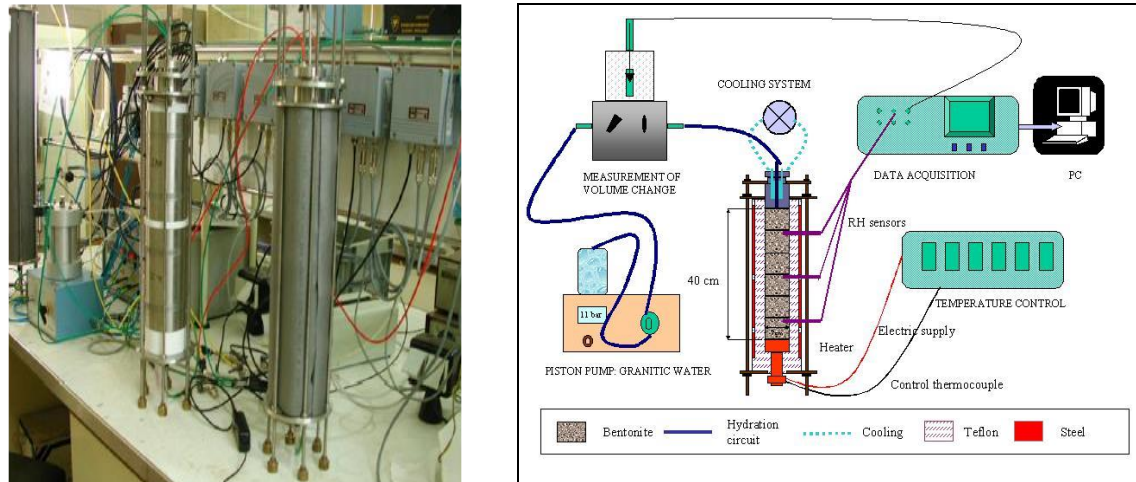 COOLING SYSTEM
MEASUREMENT OF
VOLUME CHANGE
DATA ACQUISITION
PC
RH sensors
40 cm
11 bar
TEMPERATURE CONTROL
Electric supply
Heater
PISTON PUMP: GRANITIC WATER
Control thermocouple
Bentonite
Hydration
circuit
Cooling
Teflon
Steel